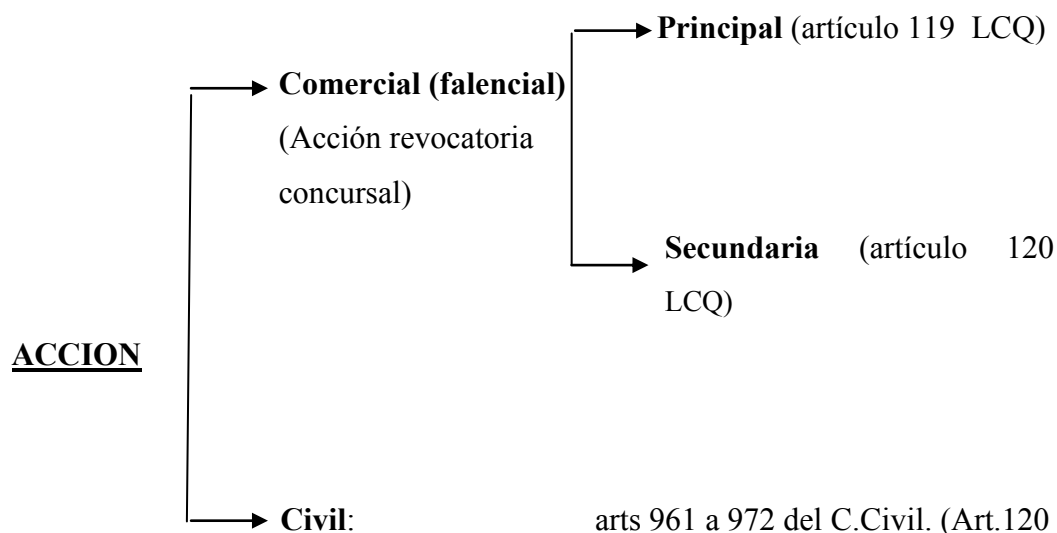 Principal (artículo 119 LCQ)
Comercial (falencial)
(Acción revocatoria
concursal)
Secundaria (artículo 120
LCQ)
ACCION
Civil: arts 961 a 972 del C.Civil. (Art.120